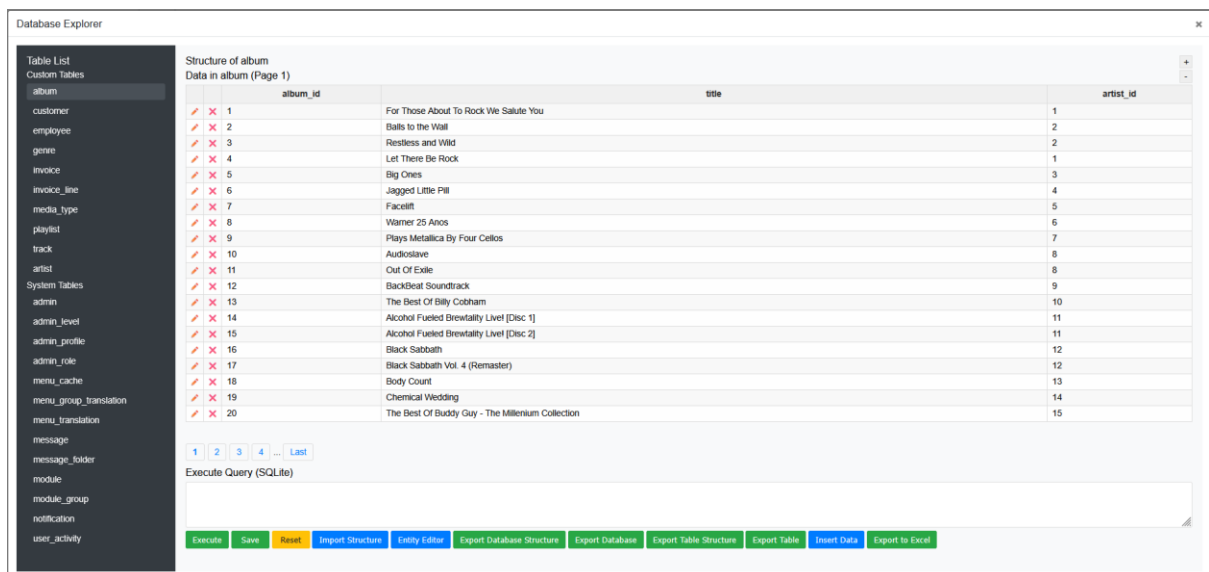 Database Explorer ×
Table List
Custom Tables
album
customer
employee
genre
invoice
invoice_line
media_type
playlist
track
artist
System Tables
admin
admin_level
admin_profile
admin_role
menu_cache
menu_group_translation
menu_translation
message
message_folder
module
module_group
notification
user_activity
Structure of album +
Data in album (Page 1) -
album_id title artist_id
1 For Those About To Rock We Salute You 1
2 Balls to the Wall 2
3 Restless and Wild 2
4 Let There Be Rock 1
5 Big Ones 3
6 Jagged Little Pill 4
7 Facelift 5
8 Warner 25 Anos 6
9 Plays Metallica By Four Cellos 7
10 Audioslave 8
11 Out Of Exile 8
12 BackBeat Soundtrack 9
13 The Best Of Billy Cobham 10
14 Alcohol Fueled Brewtality Live! [Disc 1] 11
15 Alcohol Fueled Brewtality Live! [Disc 2] 11
16 Black Sabbath 12
17 Black Sabbath Vol. 4 (Remaster) 12
18 Body Count 13
19 Chemical Wedding 14
20 The Best Of Buddy Guy - The Millenium Collection 15
1 2 3 4 ... Last
Execute Query (SQLite)
Execute Save Reset Import Structure Entity Editor Export Database Structure Export Database Export Table Structure Export Table Insert Data Export to Excel